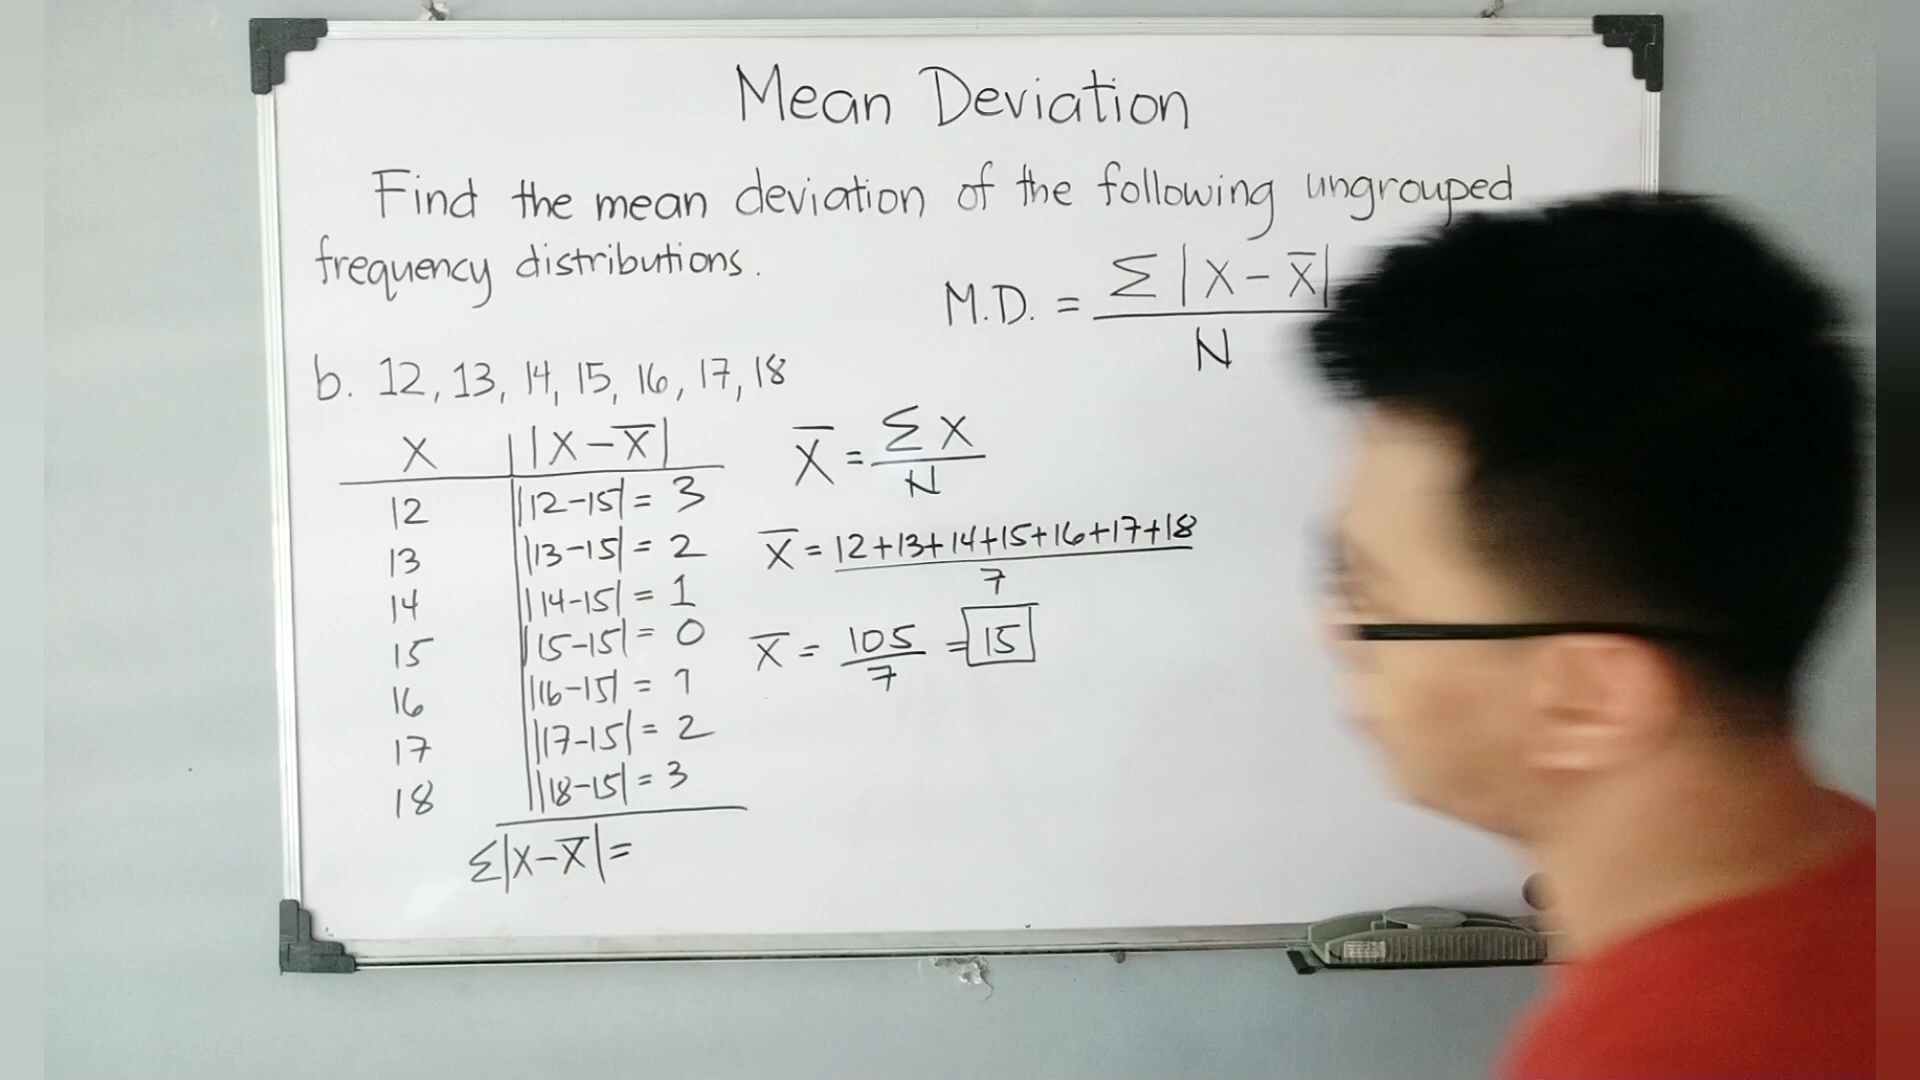 Mean Deviation
Find the mean deviation of the following ungrouped
frequency distributions.
M.D. = Σ|X-X̅|
N
b. 12, 13, 14, 15, 16, 17, 18
X |X-X̅|
12 |12-15| = 3
13 |13-15| = 2
14 |14-15| = 1
15 |15-15| = 0
16 |16-15| = 1
17 |17-15| = 2
18 |18-15| = 3
Σ|X-X̅| =
X̅ = ΣX
N
X̅ = 12+13+14+15+16+17+18
7
X̅ = 105 = 15
7